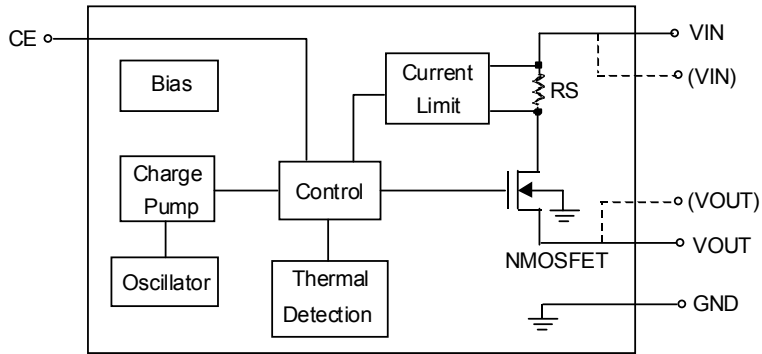 CE
VIN
(VIN)
Bias
Current
Limit
RS
Charge
Pump
Control
(VOUT)
VOUT
NMOSFET
Oscillator
Thermal
Detection
GND